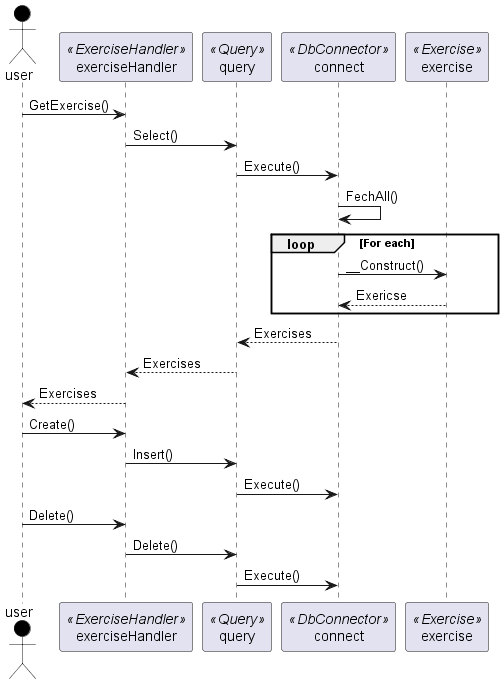 user
«ExerciseHandler»
exerciseHandler
«Query»
query
«DbConnector»
connect
«Exercise»
exercise
GetExercise()
Select()
Execute()
FechAll()
loop [For each]
__Construct()
Exericse
Exercises
Exercises
Exercises
Create()
Insert()
Execute()
Delete()
Delete()
Execute()
user
«ExerciseHandler»
exerciseHandler
«Query»
query
«DbConnector»
connect
«Exercise»
exercise